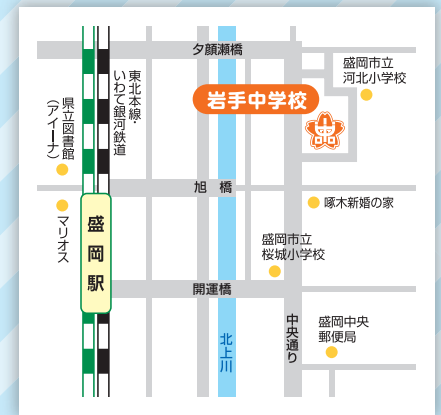 夕顔瀬橋
盛岡市立
河北小学校
岩手中学校
東北本線・
いわて銀河鉄道
県立図書館
(アイーナ)
旭橋
啄木新婚の家
マリオス
盛岡駅
盛岡市立
桜城小学校
開運橋
北上川
中央通り
盛岡中央
郵便局